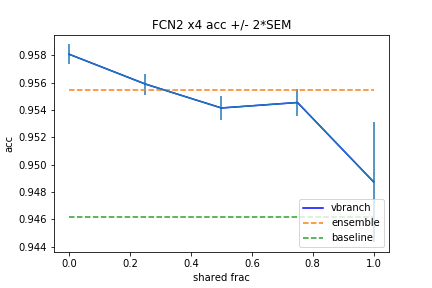 FCN2 x4 acc +/- 2*SEM
0.958
0.956
0.954
0.952
0.950
0.948
0.946
0.944
acc
vbranch
ensemble
baseline
0.0 0.2 0.4 0.6 0.8 1.0
shared frac